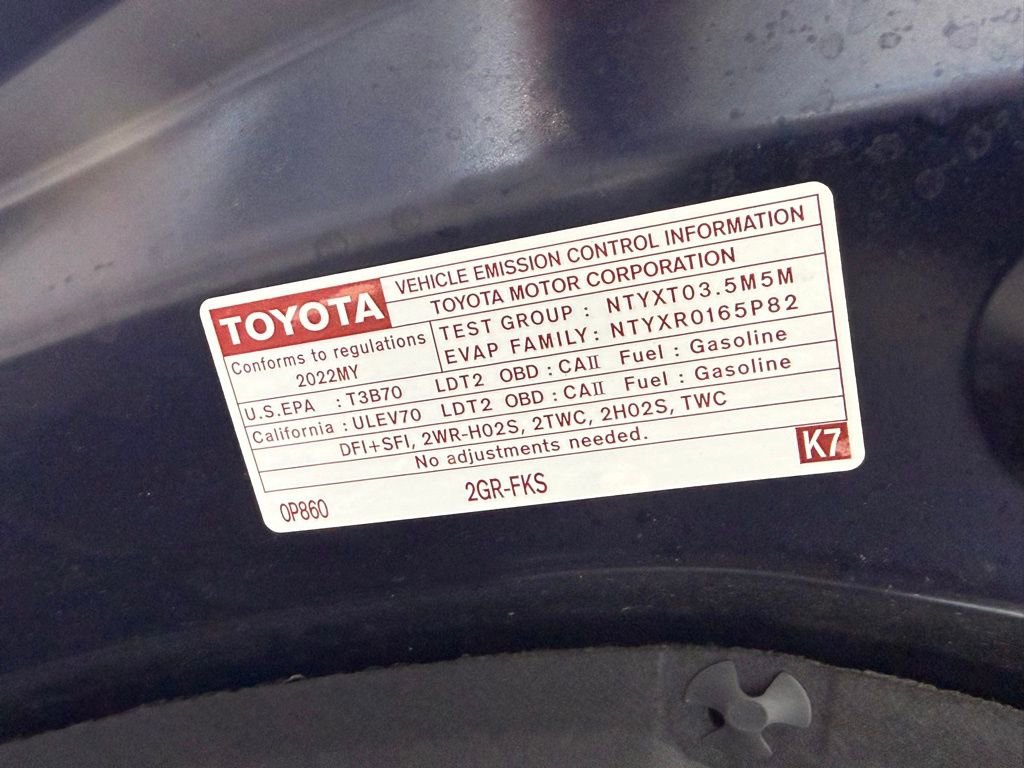 TOYOTA
VEHICLE EMISSION CONTROL INFORMATION
TOYOTA MOTOR CORPORATION
Conforms to regulations
2022MY
TEST GROUP : NTYXT03.5M5M
EVAP FAMILY: NTYXR0165P82
U.S.EPA : T3B70 LDT2 OBD : CAII Fuel : Gasoline
California : ULEV70 LDT2 OBD : CAII Fuel : Gasoline
DFI+SFI, 2WR-HO2S, 2TWC, 2HO2S, TWC
No adjustments needed.
0P860
2GR-FKS
K7